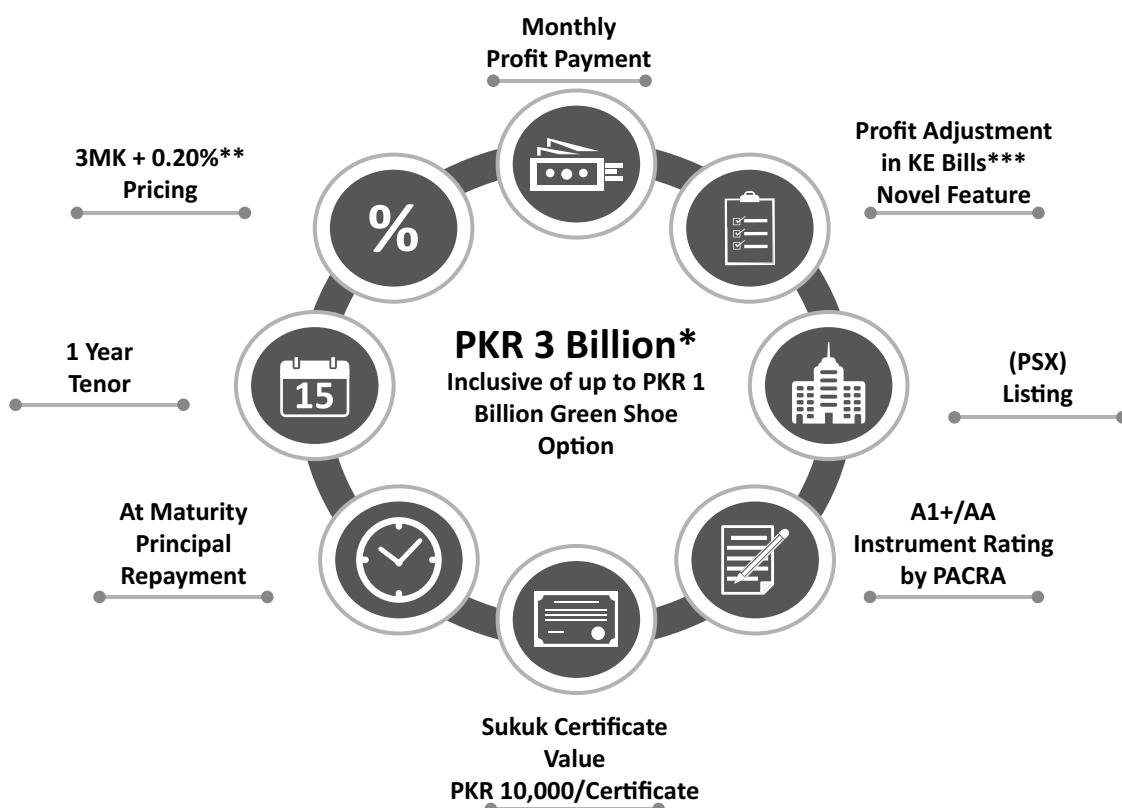 Monthly
Profit Payment
3MK + 0.20%**
Pricing
Profit Adjustment
in KE Bills***
Novel Feature
%
PKR 3 Billion*
Inclusive of up to PKR 1
Billion Green Shoe
Option
1 Year
Tenor
15
(PSX)
Listing
At Maturity
Principal
Repayment
A1+/AA
Instrument Rating
by PACRA
Sukuk Certificate
Value
PKR 10,000/Certificate